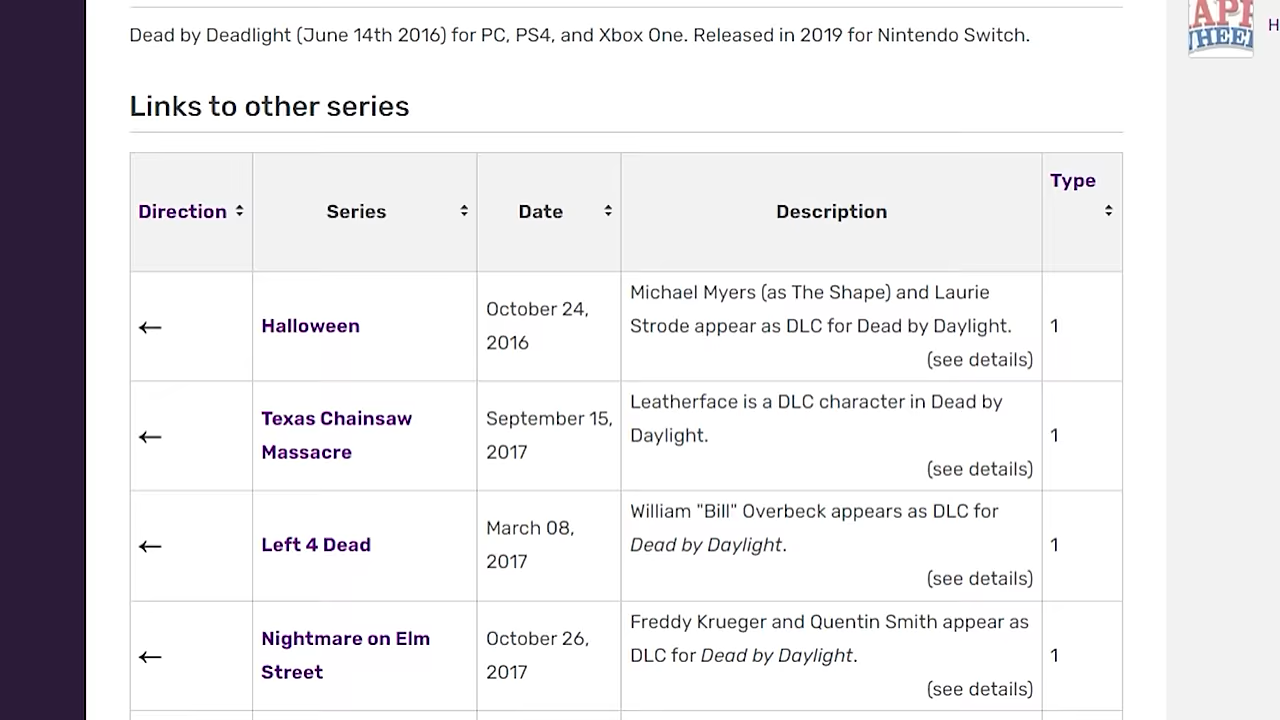 Dead by Deadlight (June 14th 2016) for PC, PS4, and Xbox One. Released in 2019 for Nintendo Switch.
Links to other series
Direction Series Date Description Type
← Halloween October 24, 2016 Michael Myers (as The Shape) and Laurie Strode appear as DLC for Dead by Daylight. (see details) 1
← Texas Chainsaw Massacre September 15, 2017 Leatherface is a DLC character in Dead by Daylight. (see details) 1
← Left 4 Dead March 08, 2017 William "Bill" Overbeck appears as DLC for Dead by Daylight. (see details) 1
← Nightmare on Elm Street October 26, 2017 Freddy Krueger and Quentin Smith appear as DLC for Dead by Daylight. (see details) 1